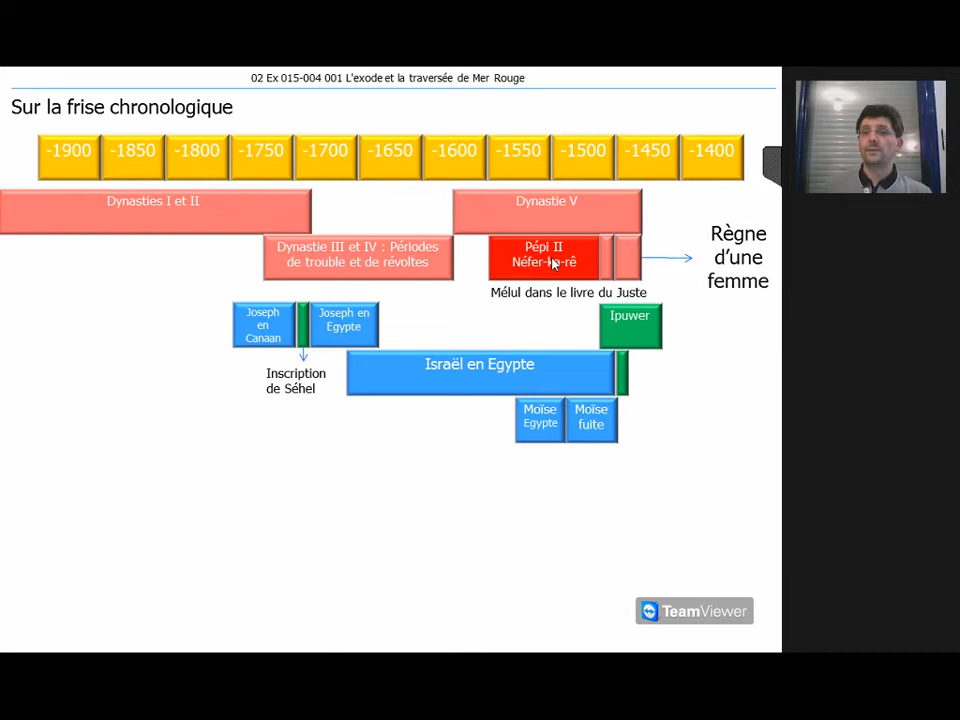 02 Ex 015-004 001 L'exode et la traversée de Mer Rouge
Sur la frise chronologique
-1900 -1850 -1800 -1750 -1700 -1650 -1600 -1550 -1500 -1450 -1400
Dynasties I et II
Dynastie V
Dynastie III et IV : Périodes
de trouble et de révoltes
Pépi II
Néfer-ka-rê
Règne
d'une
femme
Mélul dans le livre du Juste
Joseph
en
Canaan
Joseph en
Egypte
Ipuwer
Inscription
de Séhel
Israël en Egypte
Moïse
Egypte
Moïse
fuite
TeamViewer